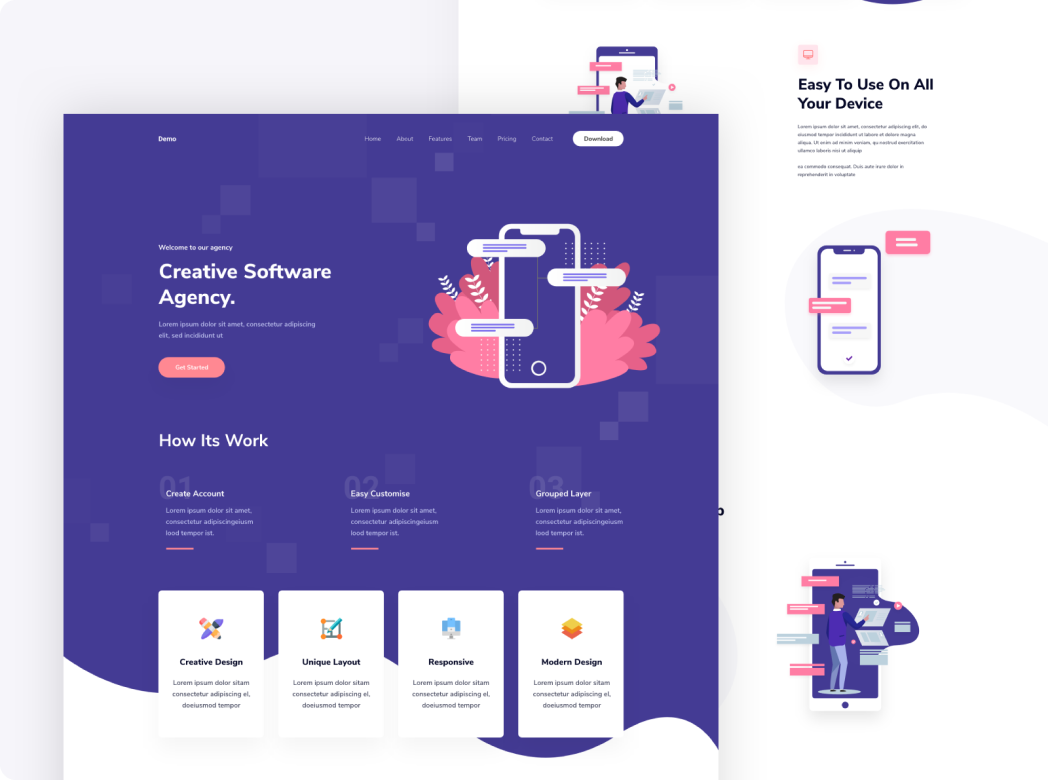 Easy To Use On All
Your Device
Lorem ipsum dolor sit amet, consectetur adipiscing elit, do
eiusmod tempor incididunt ut labore et dolore magna
aliqua. Ut enim ad minim veniam, qu nostrud exercitation
ullamco laboris nisi ut aliquip
ea commodo consequat. Duis aute irure dolor in
reprehenderit in voluptate
Demo
Home About Features Team Pricing Contact Download
Welcome to our agency
Creative Software
Agency.
Lorem ipsum dolor sit amet, consectetur adipiscing
elit, sed incididunt ut
Get Started
How Its Work
01 02 03
Create Account
Lorem ipsum dolor sit amet,
consectetur adipiscingeiusm
lood tempor ist.
Easy Customise
Lorem ipsum dolor sit amet,
consectetur adipiscingeiusm
lood tempor ist.
Grouped Layer
Lorem ipsum dolor sit amet,
consectetur adipiscingeiusm
lood tempor ist.
Creative Design
Lorem ipsum dolor sitam
consectetur adipiscing el,
doeiusmod tempor
Unique Layout
Lorem ipsum dolor sitam
consectetur adipiscing el,
doeiusmod tempor
Responsive
Lorem ipsum dolor sitam
consectetur adipiscing el,
doeiusmod tempor
Modern Design
Lorem ipsum dolor sitam
consectetur adipiscing el,
doeiusmod tempor